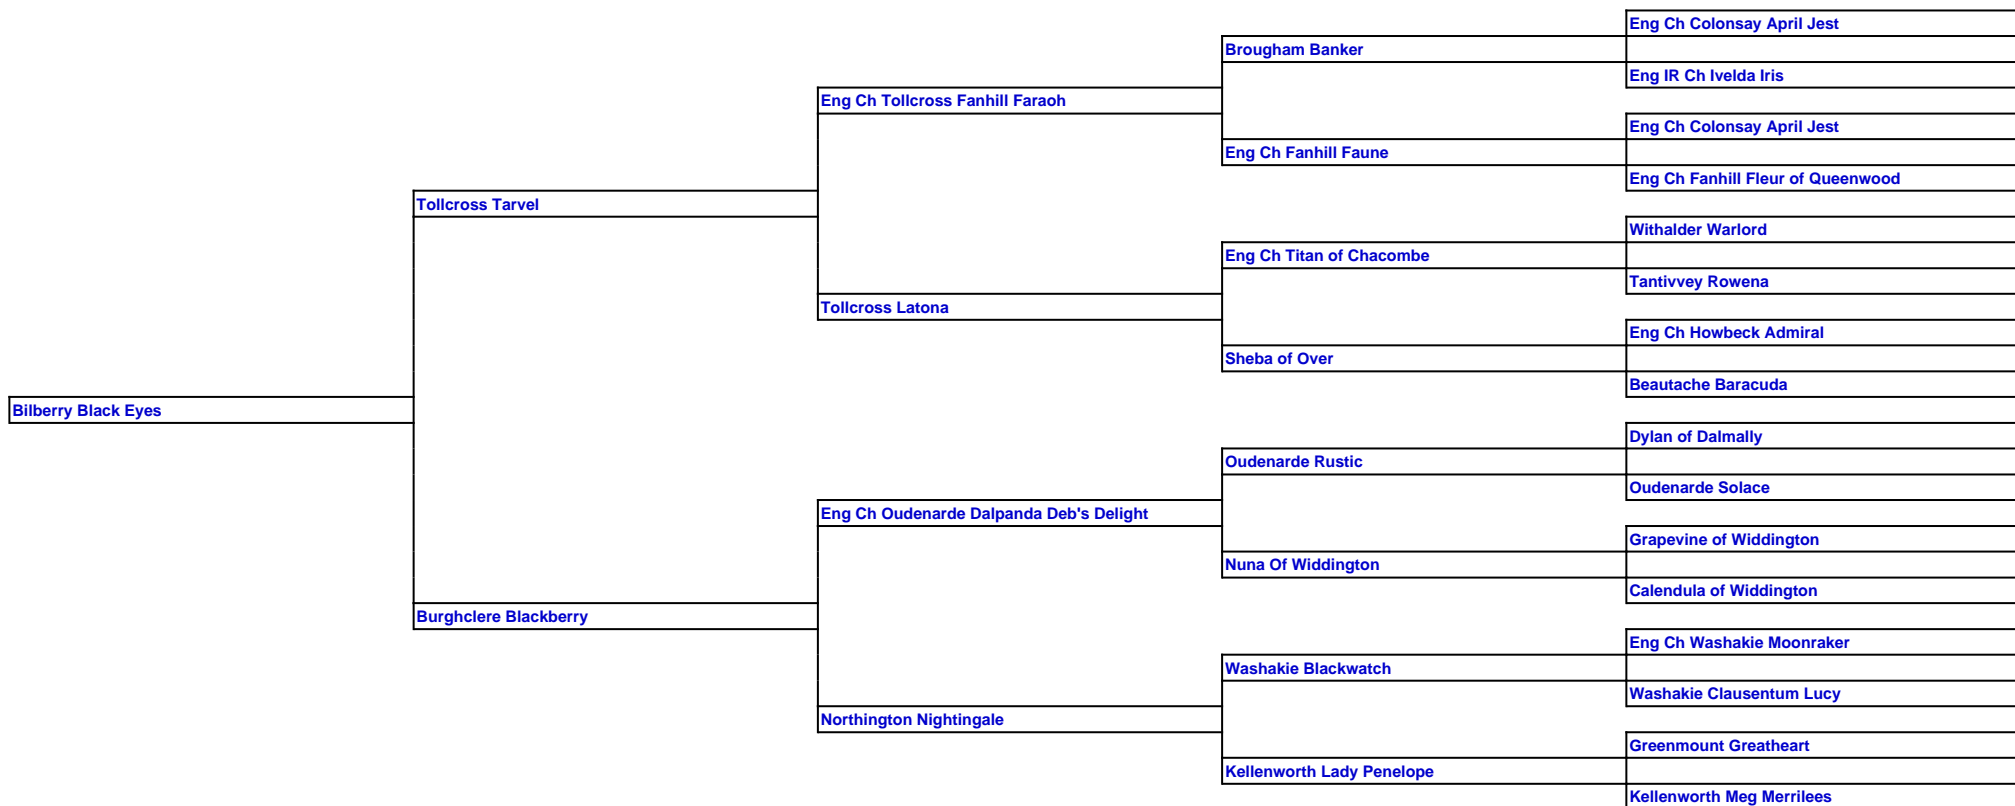 Eng Ch Colonsay April Jest
Brougham Banker
Eng IR Ch Ivelda Iris
Eng Ch Tollcross Fanhill Faraoh
Eng Ch Colonsay April Jest
Eng Ch Fanhill Faune
Eng Ch Fanhill Fleur of Queenwood
Tollcross Tarvel
Withalder Warlord
Eng Ch Titan of Chacombe
Tantivvey Rowena
Tollcross Latona
Eng Ch Howbeck Admiral
Sheba of Over
Beautache Baracuda
Bilberry Black Eyes
Dylan of Dalmally
Oudenarde Rustic
Oudenarde Solace
Eng Ch Oudenarde Dalpanda Deb's Delight
Grapevine of Widdington
Nuna Of Widdington
Calendula of Widdington
Burghclere Blackberry
Eng Ch Washakie Moonraker
Washakie Blackwatch
Washakie Clausentum Lucy
Northington Nightingale
Greenmount Greatheart
Kellenworth Lady Penelope
Kellenworth Meg Merrilees